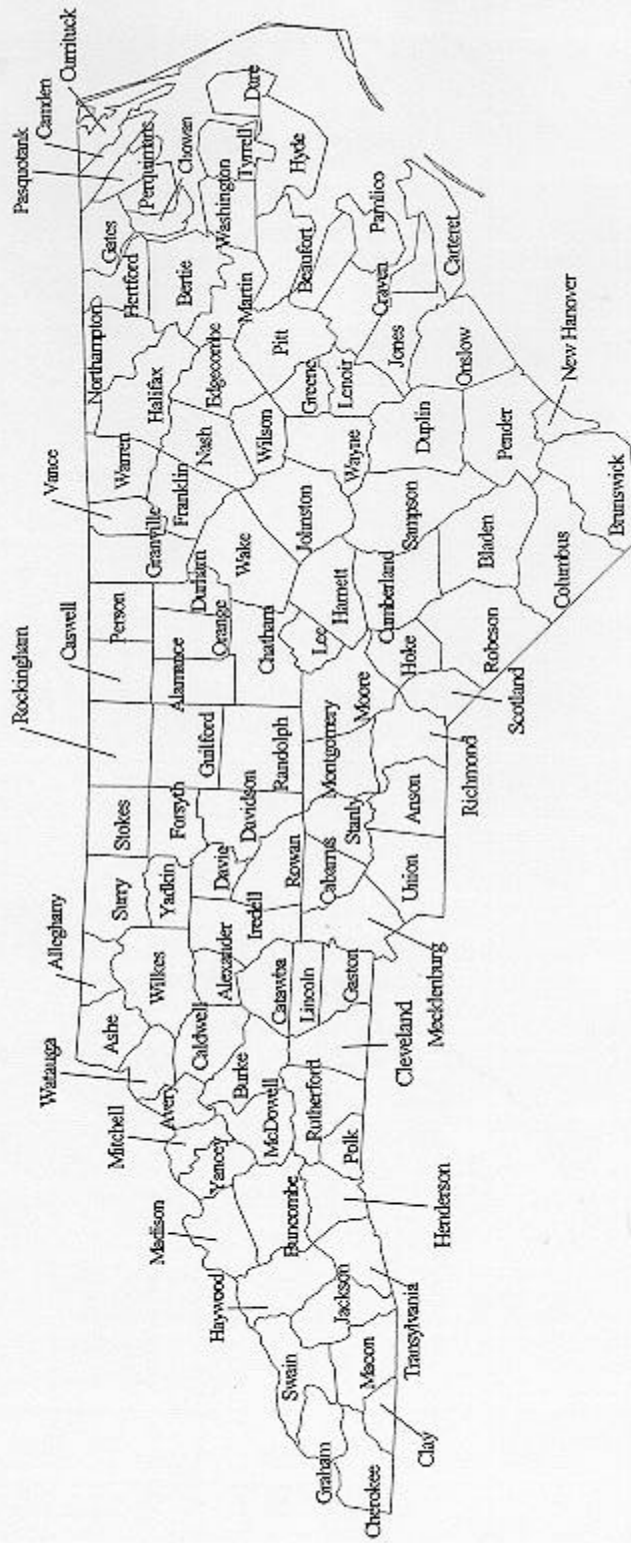 Cherokee
Graham
Clay
Swain
Macon
Haywood
Jackson
Transylvania
Madison
Buncombe
Henderson
Mitchell
Yancey
Avery
McDowell
Polk
Rutherford
Watauga
Ashe
Caldwell
Burke
Cleveland
Alleghany
Wilkes
Alexander
Catawba
Lincoln
Gaston
Mecklenburg
Surry
Yadkin
Iredell
Davie
Rowan
Cabarrus
Union
Stokes
Forsyth
Davidson
Stanly
Anson
Rockingham
Guilford
Randolph
Montgomery
Richmond
Caswell
Alamance
Chatham
Moore
Scotland
Person
Orange
Durham
Lee
Hoke
Robeson
Vance
Granville
Wake
Harnett
Cumberland
Bladen
Columbus
Warren
Franklin
Johnston
Sampson
Brunswick
Northampton
Halifax
Nash
Wilson
Wayne
Duplin
Pender
New Hanover
Edgecombe
Greene
Lenoir
Jones
Onslow
Hertford
Bertie
Martin
Pitt
Craven
Carteret
Gates
Beaufort
Pamlico
Pasquotank
Camden
Currituck
Perquimans
Chowan
Washington
Tyrrell
Dare
Hyde